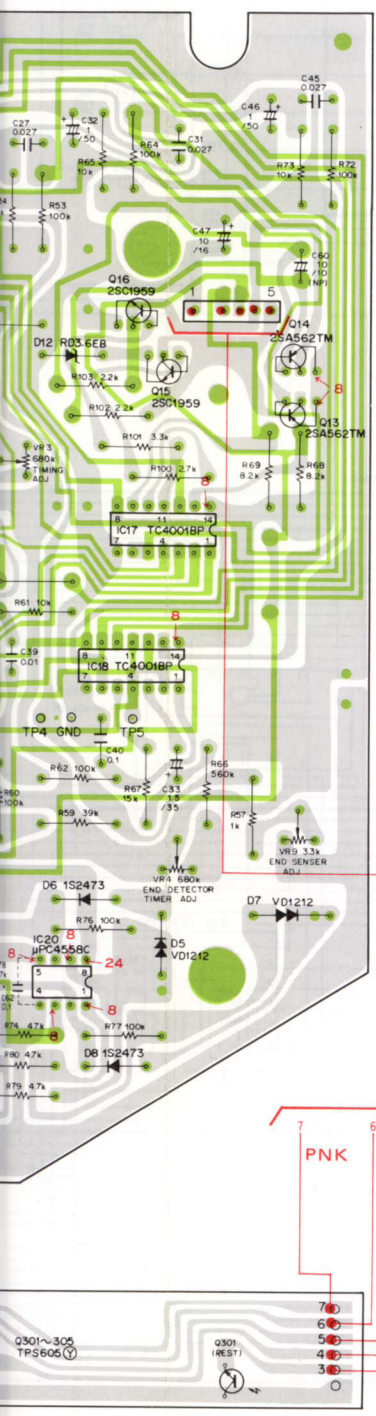 C45
0.027
C46
1
/50
C32
1
/50
C27
0.027
R64
100k
R65
10k
C31
0.027
R73
10k
R72
100k
R53
100k
C47
10
/16
C60
10
/10
(NP)
Q16
2SC1959
1 5
Q14
2SA562TM
D12 RD3.6EB
8
R103 2.2k
Q15
2SC1959
R102 2.2k
Q13
2SA562TM
R101 3.3k
VR3
680k
TIMING
ADJ
R100 2.7k
R69
8.2k
R68
8.2k
8
8 11 14
IC17 TC4001BP
7 4 1
R61 10k
8
C39
0.01
8 11 14
IC18 TC4001BP
7 4 1
TP4 GND TP5
C40
0.1
R62 100k
R66
560k
R60
100k
R67
15k
C33
1.5
/35
R59 39k
R57
1k
VR4 680k
END DETECTOR
TIMER ADJ
VR9 33k
END SENSER
ADJ
D6 1S2473
D7 VD1212
R76 100k
IC20
μPC4558C
D5
VD1212
8 8 24
5 8
4 1
8
8
R74 47k
R77 100k
R80 4.7k
D8 1S2473
R79 4.7k
7 6
PNK
7
6
5
4
3
Q301~305
TPS605Ⓨ
Q301
(REST)